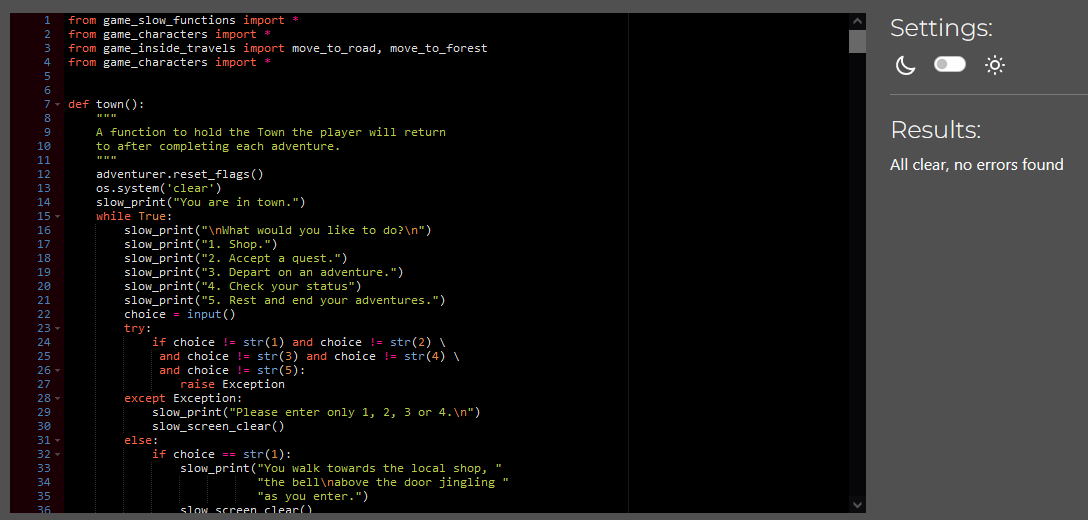 1 from game_slow_functions import *
2 from game_characters import *
3 from game_inside_travels import move_to_road, move_to_forest
4 from game_characters import *
5
6
7 def town():
8     """
9     A function to hold the Town the player will return
10     to after completing each adventure.
11     """
12     adventurer.reset_flags()
13     os.system('clear')
14     slow_print("You are in town.")
15     while True:
16         slow_print("\nWhat would you like to do?\n")
17         slow_print("1. Shop.")
18         slow_print("2. Accept a quest.")
19         slow_print("3. Depart on an adventure.")
20         slow_print("4. Check your status")
21         slow_print("5. Rest and end your adventures.")
22         choice = input()
23         try:
24             if choice != str(1) and choice != str(2) \
25              and choice != str(3) and choice != str(4) \
26              and choice != str(5):
27                 raise Exception
28         except Exception:
29             slow_print("Please enter only 1, 2, 3 or 4.\n")
30             slow_screen_clear()
31         else:
32             if choice == str(1):
33                 slow_print("You walk towards the local shop, "
34                            "the bell\nabove the door jingling "
35                            "as you enter.")
36                 slow_screen_clear()
Settings:
Results:
All clear, no errors found